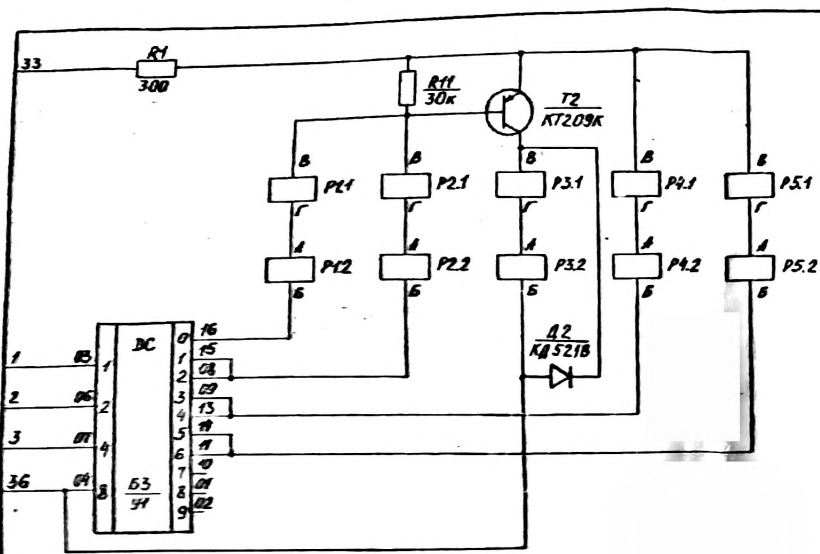 33
R1
300
R11
30к
Т2
КТ209К
В
В
В
В
В
Р1.1
Р2.1
Р3.1
Р4.1
Р5.1
Г
Г
Г
Г
Г
А
А
А
А
А
Р1.2
Р2.2
Р3.2
Р4.2
Р5.2
Б
Б
Б
Б
Б
Д2
КД521В
DC
1 03 1
2 06 2
3 07 4
36 04 8
Б3
У1
0 16
1 15
2 08
3 09
4 13
5 14
6 11
7 10
8 01
9 02